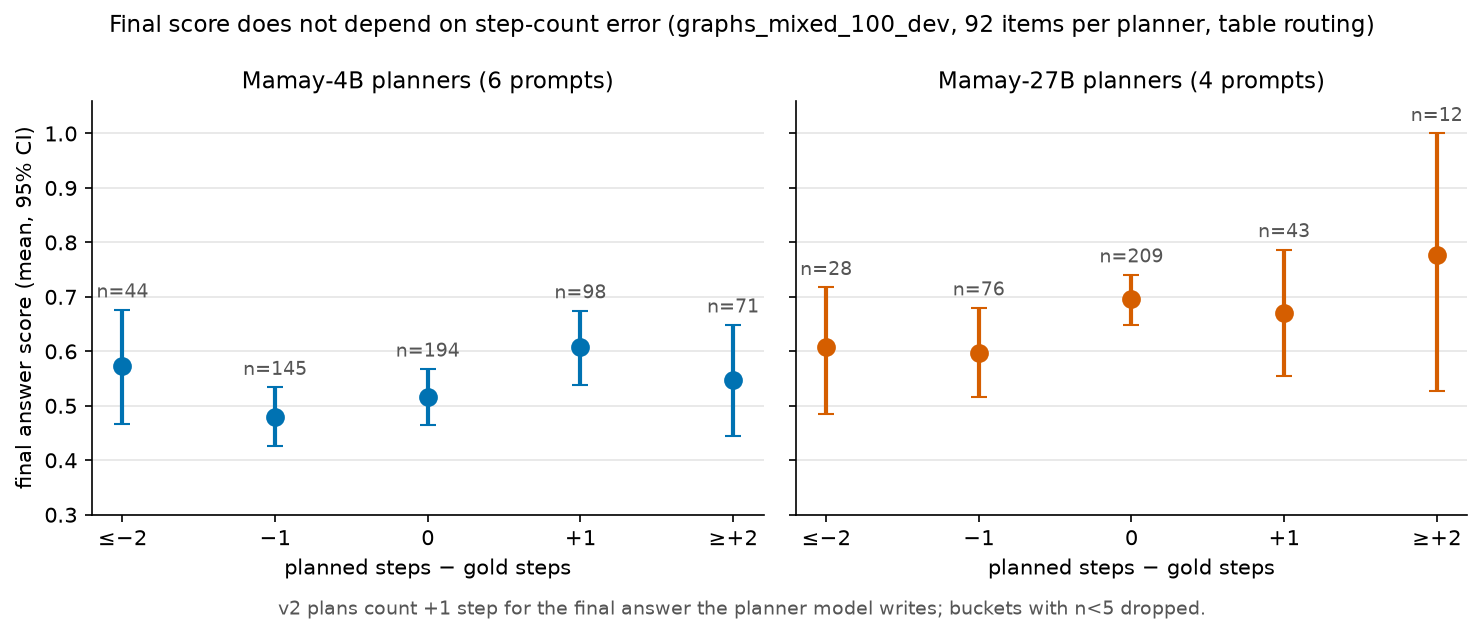 Final score does not depend on step-count error (graphs_mixed_100_dev, 92 items per planner, table routing)
Mamay-4B planners (6 prompts)
Mamay-27B planners (4 prompts)
final answer score (mean, 95% CI)
1.0
0.9
0.8
0.7
0.6
0.5
0.4
0.3
n=44
n=145
n=194
n=98
n=71
n=28
n=76
n=209
n=43
n=12
≤−2
−1
0
+1
≥+2
≤−2
−1
0
+1
≥+2
planned steps − gold steps
planned steps − gold steps
v2 plans count +1 step for the final answer the planner model writes; buckets with n<5 dropped.